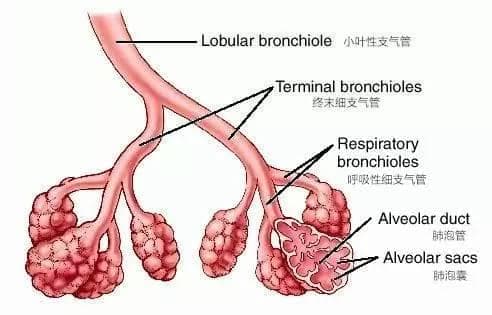 Lobular bronchiole 小叶性支气管
Terminal bronchioles
终末细支气管
Respiratory
bronchioles
呼吸性细支气管
Alveolar duct
肺泡管
Alveolar sacs
肺泡囊